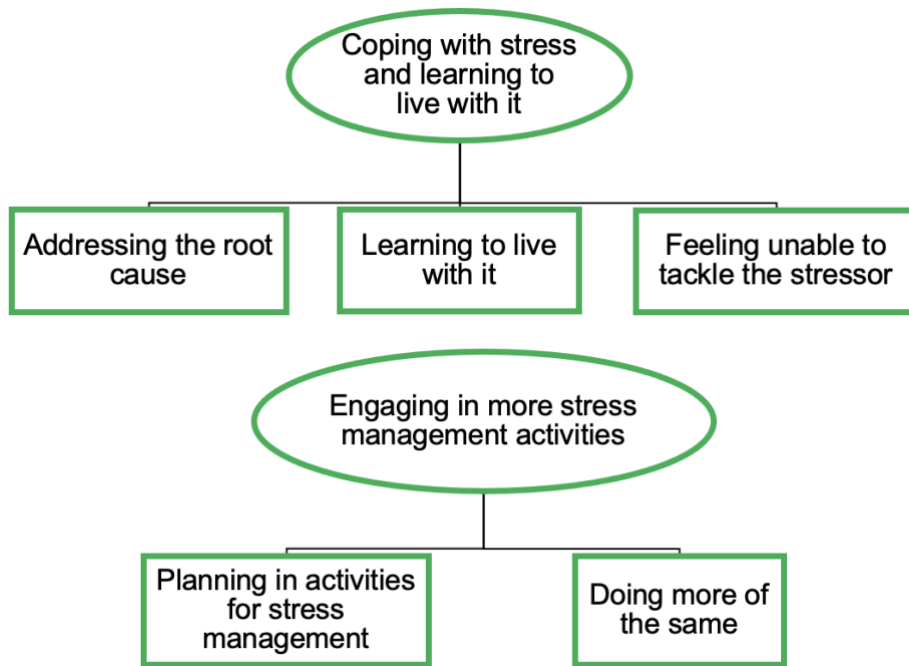 Coping with stress
and learning to
live with it
Addressing the root
cause
Learning to live
with it
Feeling unable to
tackle the stressor
Engaging in more stress
management activities
Planning in activities
for stress
management
Doing more of
the same